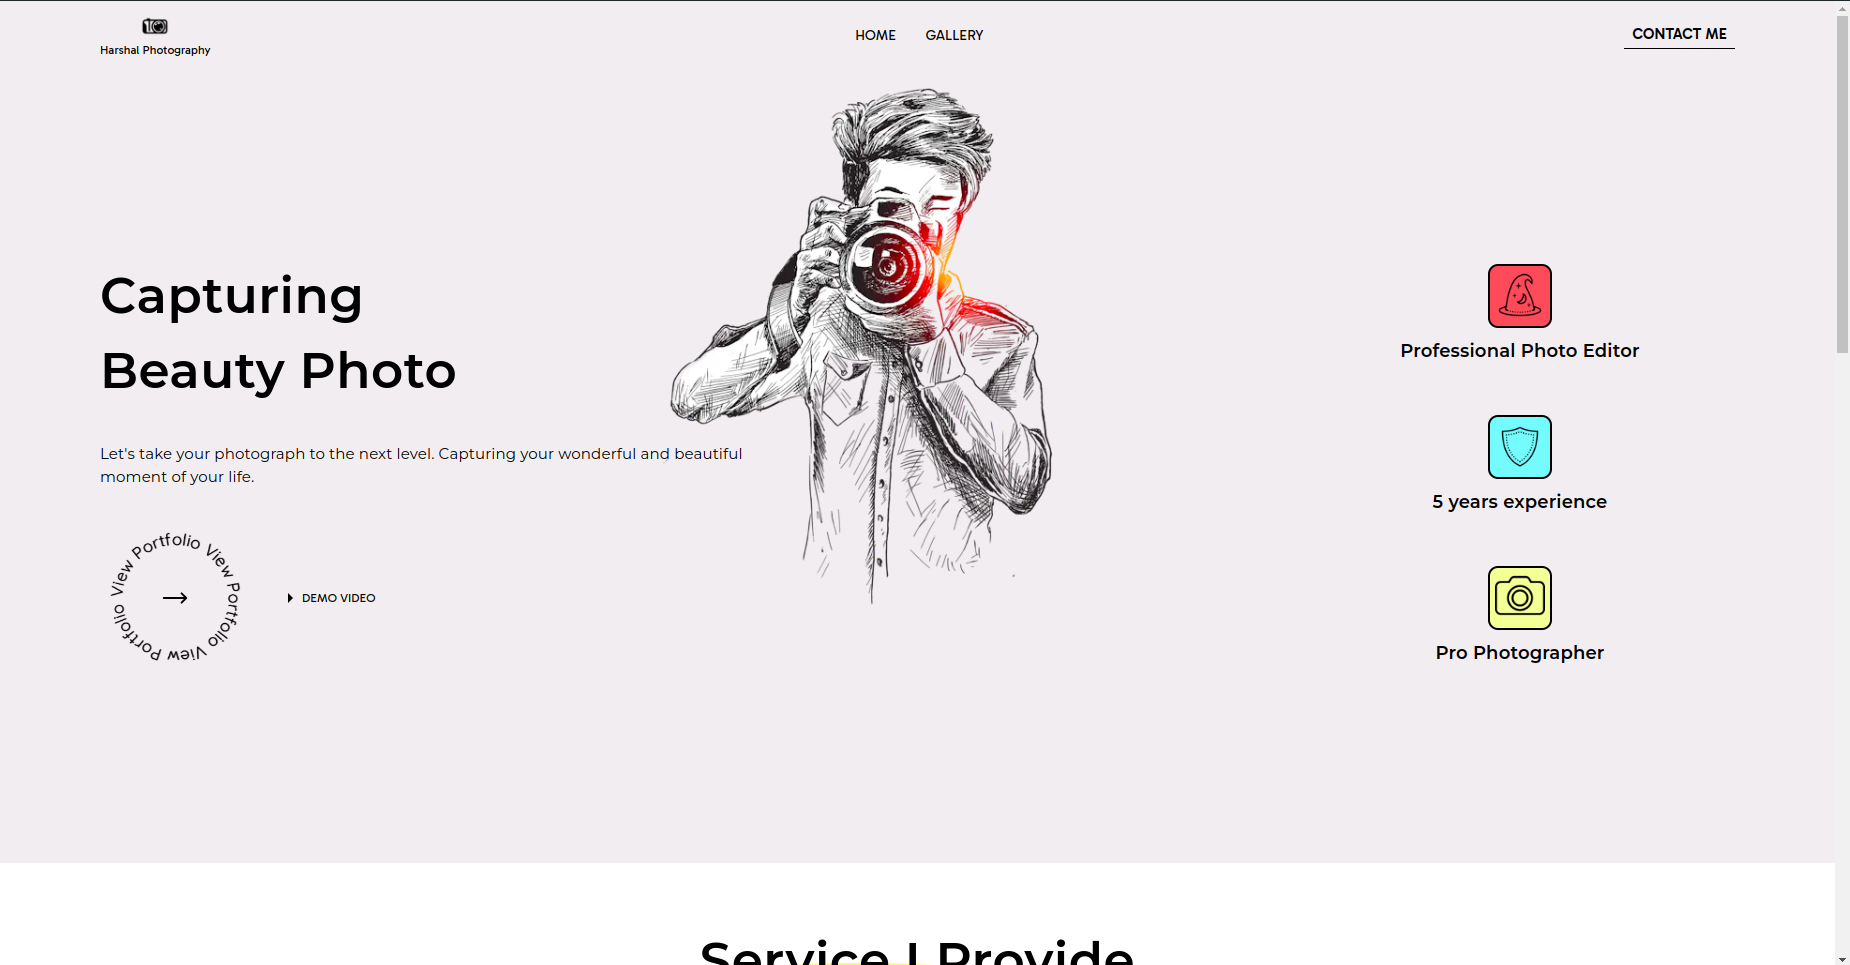 Harshal Photography
HOME
GALLERY
CONTACT ME
Capturing
Beauty Photo
Let's take your photograph to the next level. Capturing your wonderful and beautiful
moment of your life.
View Portfolio View Portfolio View Portfolio
DEMO VIDEO
Professional Photo Editor
5 years experience
Pro Photographer
Service I Provide